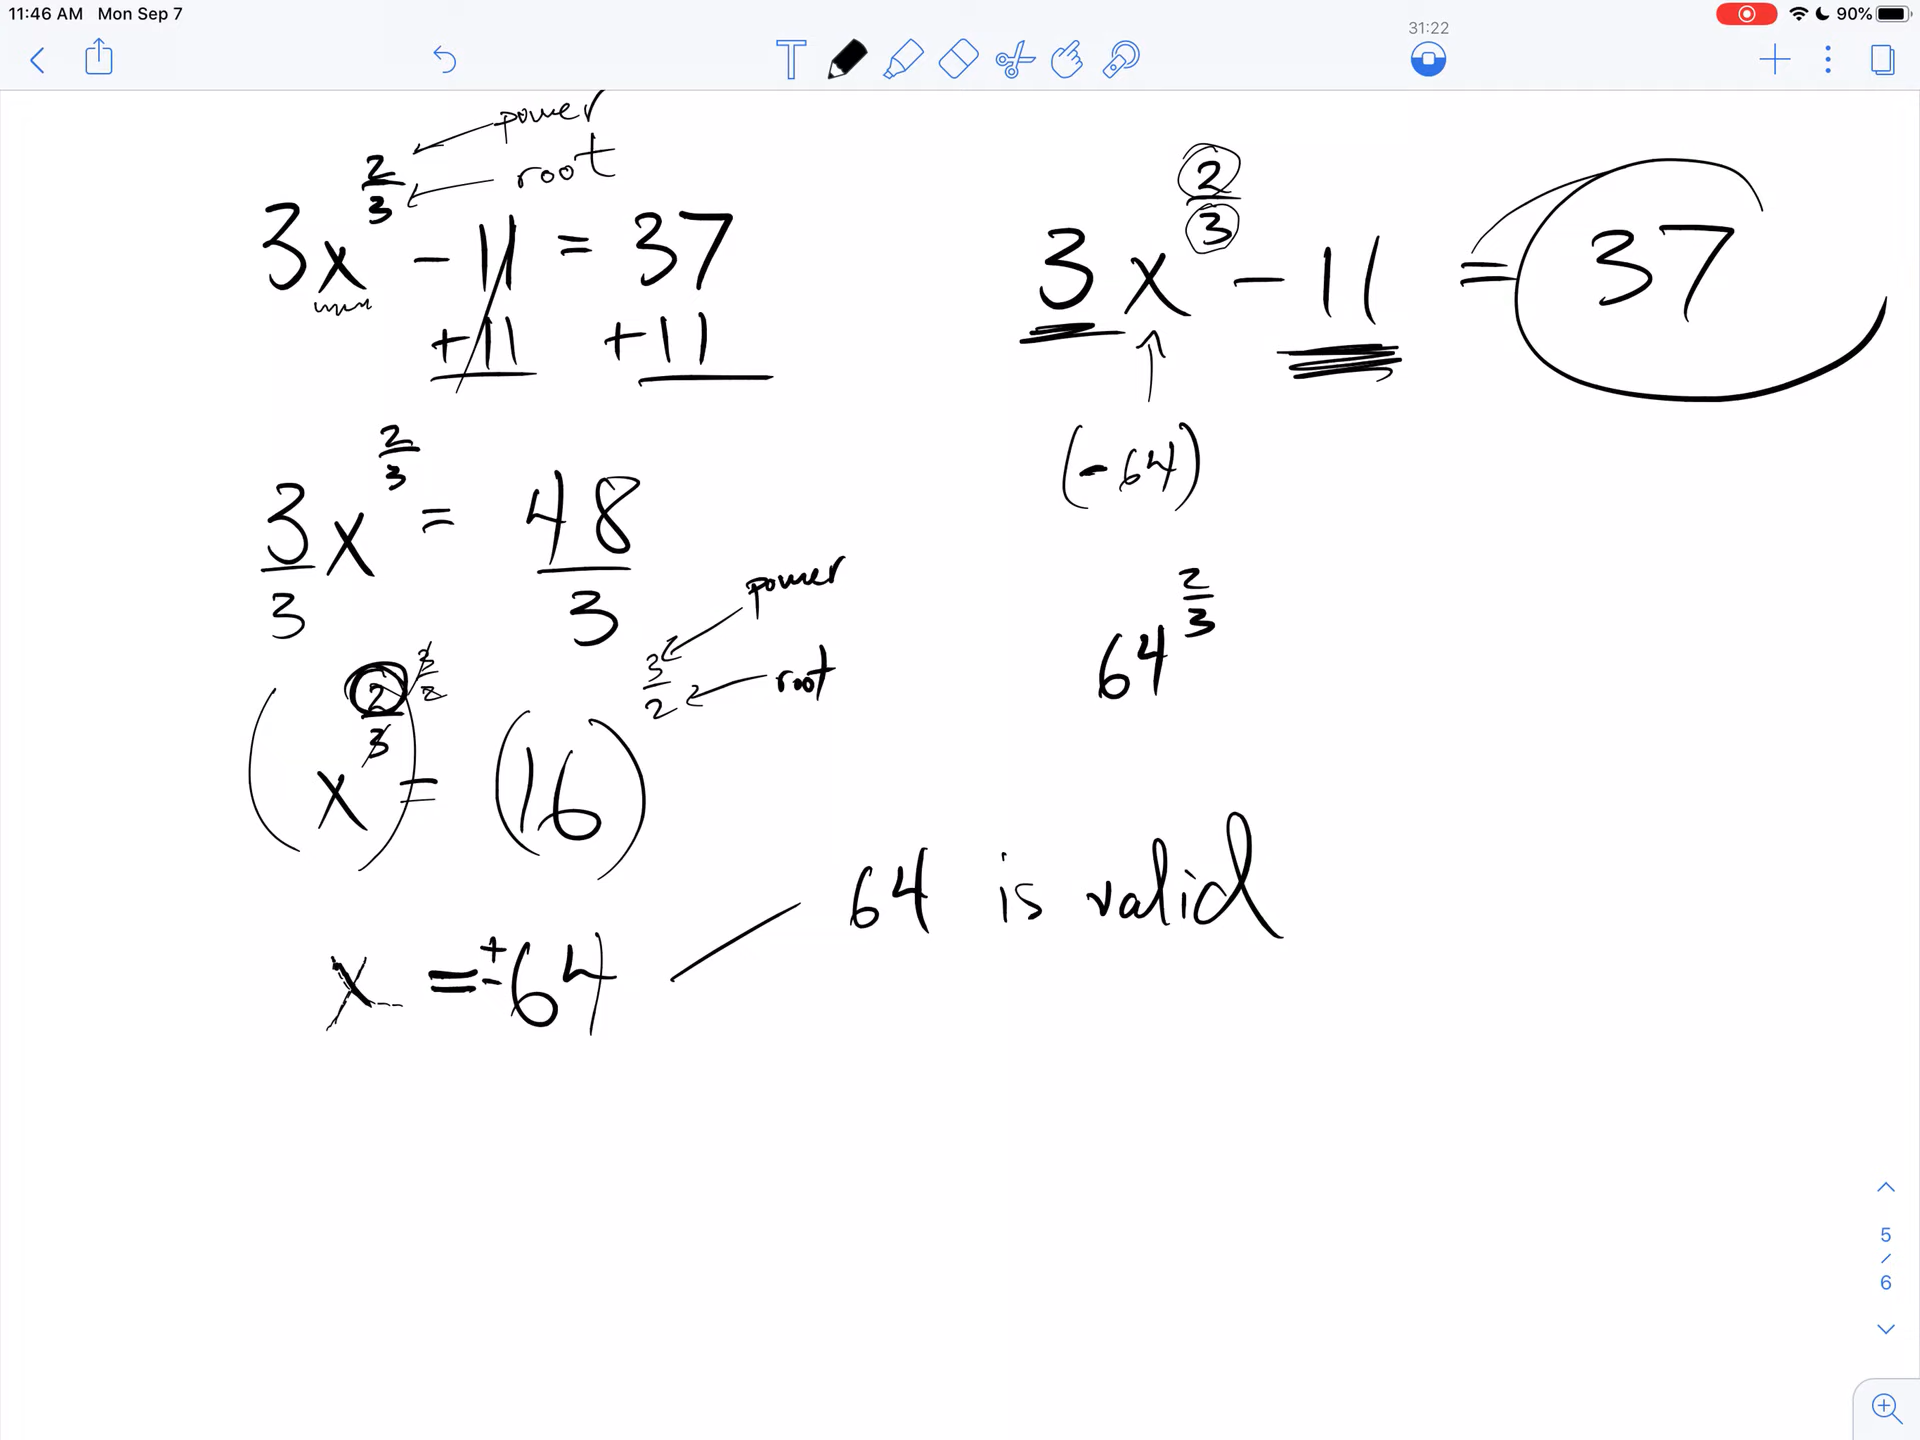 11:46 AM Mon Sep 7
90%
31:22
T
power
root
3x^(2/3) - 11 = 37
+11 +11
3x^(2/3) = 48
3 3
power
root
(x^(2/3))^(3/2) = (16)^(3/2)
x = ±64
3x^(2/3) - 11 = 37
(-64)
64^(2/3)
64 is valid
5
/
6